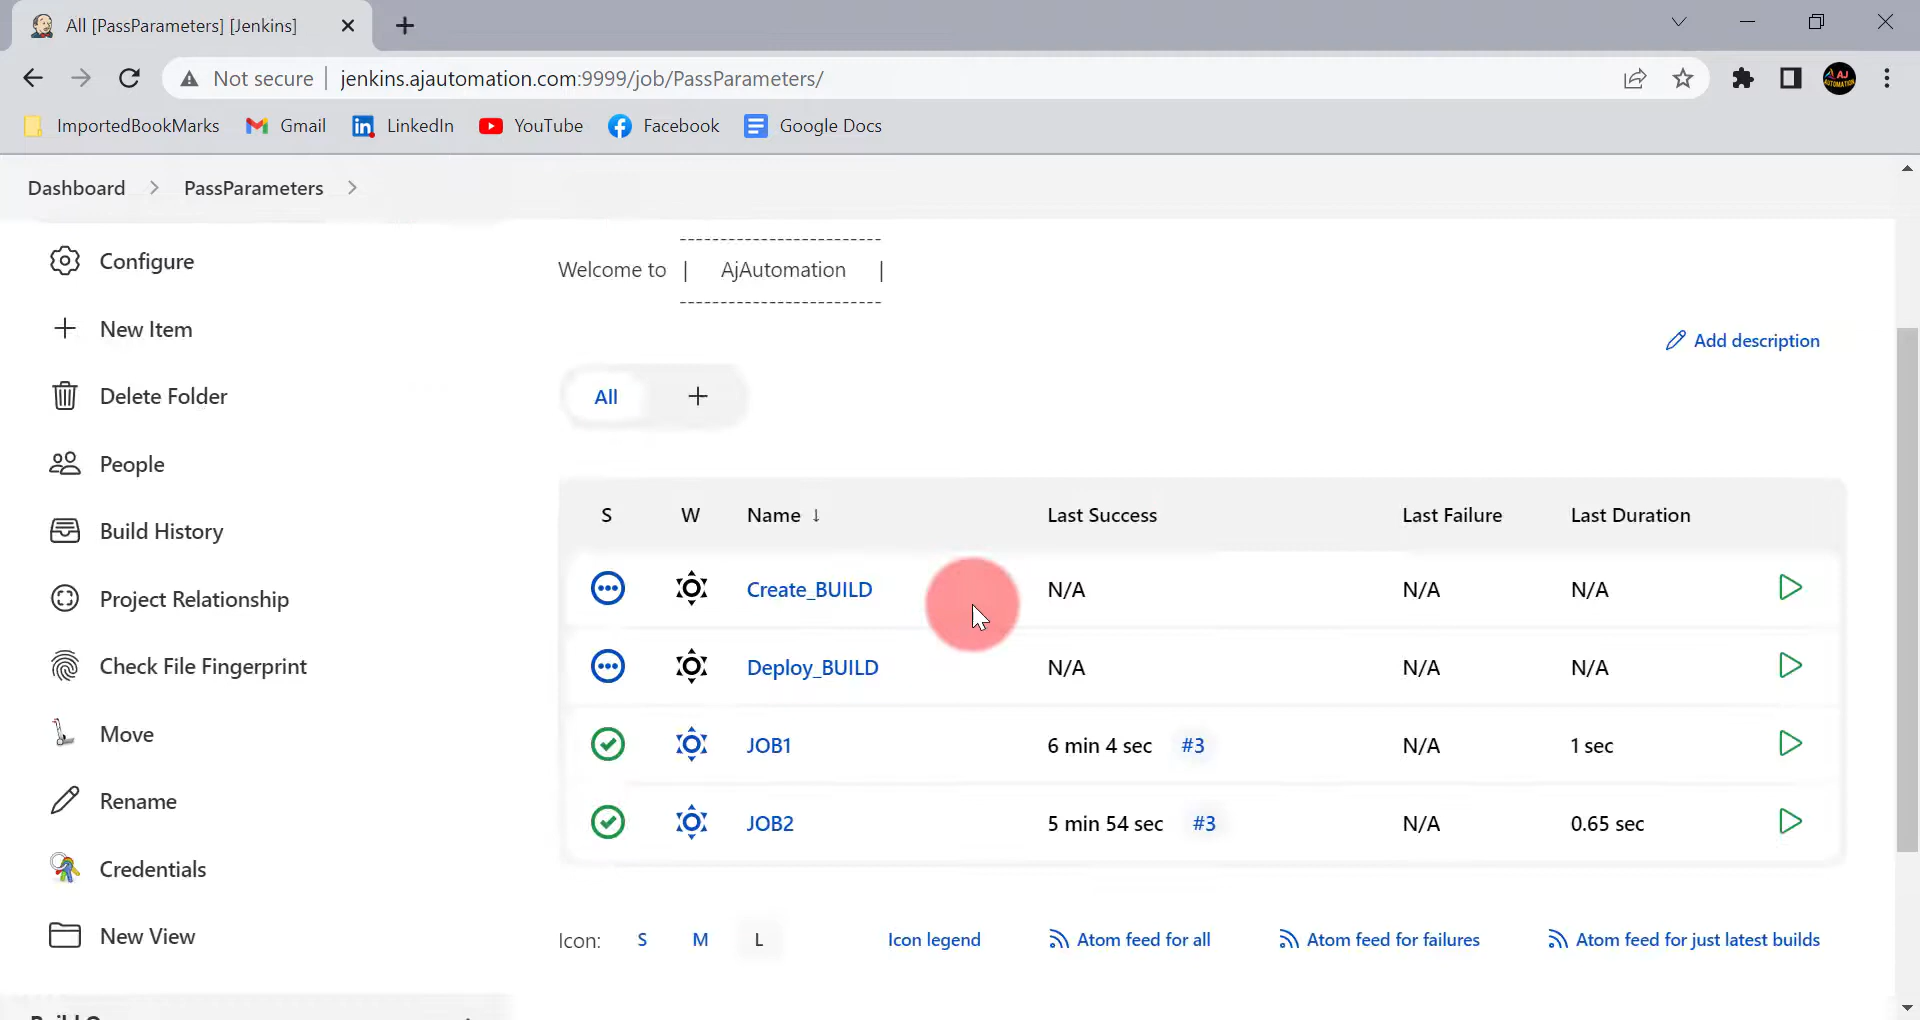 All [PassParameters] [Jenkins]
Not secure | jenkins.ajautomation.com:9999/job/PassParameters/
ImportedBookMarks Gmail LinkedIn YouTube Facebook Google Docs
Dashboard > PassParameters >
Configure
New Item
Delete Folder
People
Build History
Project Relationship
Check File Fingerprint
Move
Rename
Credentials
New View
-------------------------
Welcome to | AjAutomation |
-------------------------
Add description
All +
S W Name ↓ Last Success Last Failure Last Duration
Create_BUILD N/A N/A N/A
Deploy_BUILD N/A N/A N/A
JOB1 6 min 4 sec #3 N/A 1 sec
JOB2 5 min 54 sec #3 N/A 0.65 sec
Icon: S M L Icon legend Atom feed for all Atom feed for failures Atom feed for just latest builds